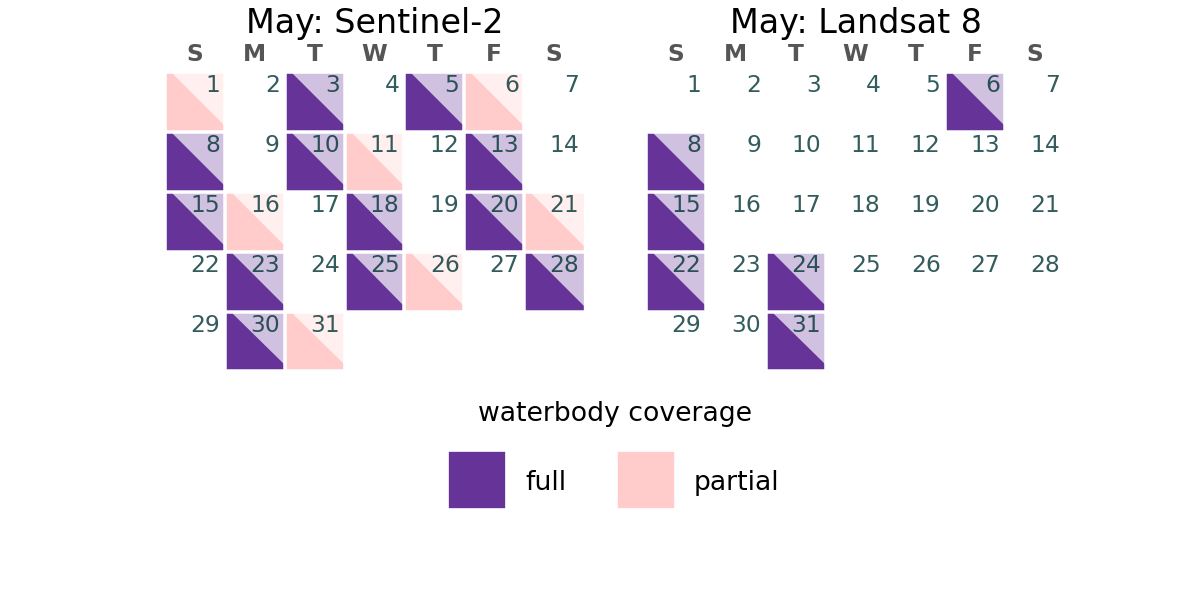 May: Sentinel-2
S M T W T F S
1 2 3 4 5 6 7
8 9 10 11 12 13 14
15 16 17 18 19 20 21
22 23 24 25 26 27 28
29 30 31
May: Landsat 8
S M T W T F S
1 2 3 4 5 6 7
8 9 10 11 12 13 14
15 16 17 18 19 20 21
22 23 24 25 26 27 28
29 30 31
waterbody coverage
full partial